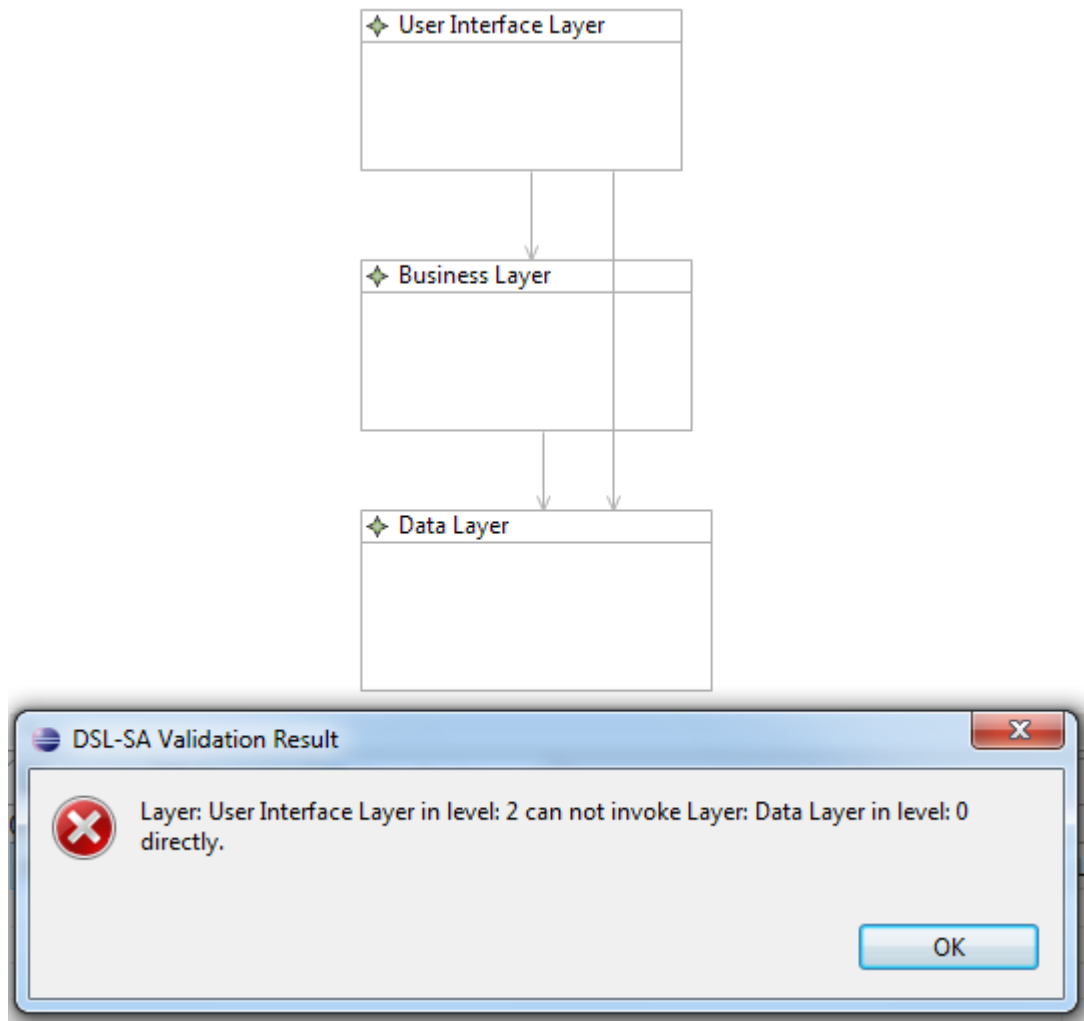 User Interface Layer
Business Layer
Data Layer
DSL-SA Validation Result
Layer: User Interface Layer in level: 2 can not invoke Layer: Data Layer in level: 0
directly.
OK